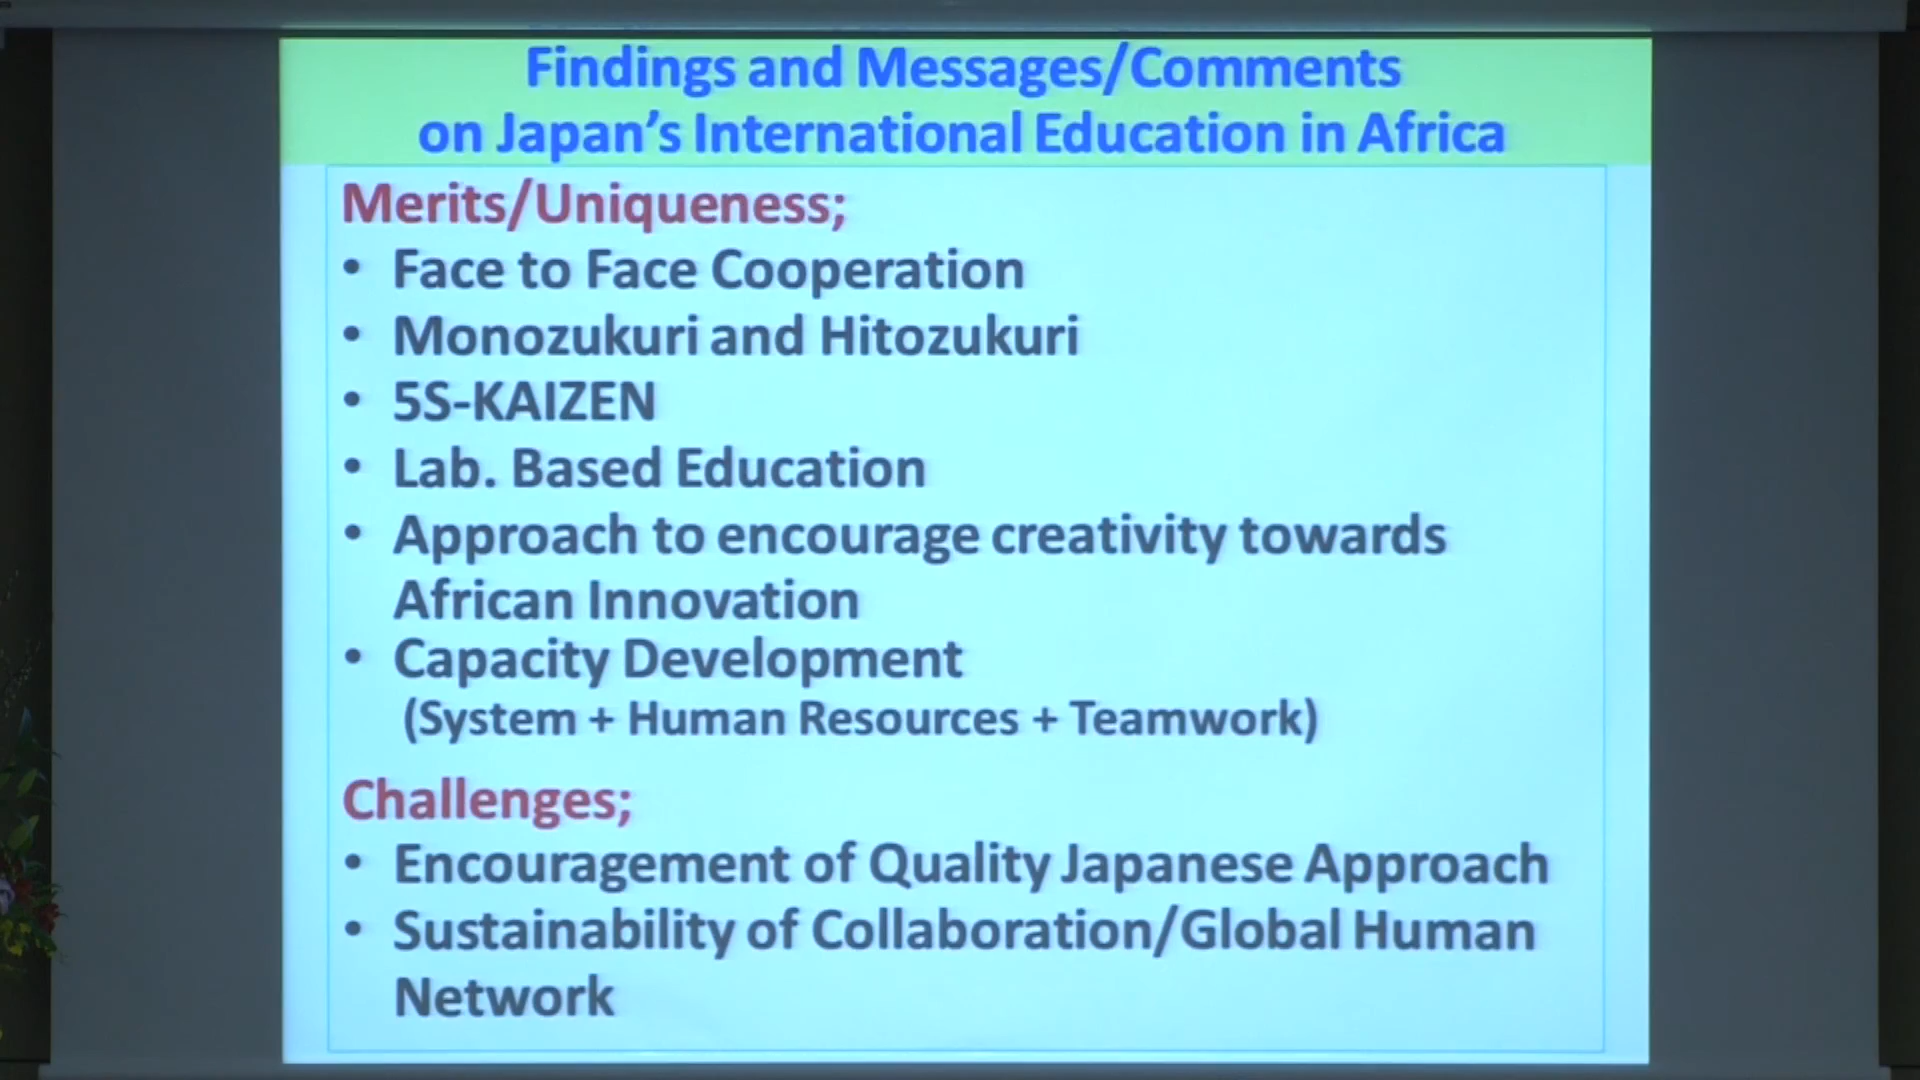 Findings and Messages/Comments
on Japan's International Education in Africa
Merits/Uniqueness;
• Face to Face Cooperation
• Monozukuri and Hitozukuri
• 5S-KAIZEN
• Lab. Based Education
• Approach to encourage creativity towards
African Innovation
• Capacity Development
(System + Human Resources + Teamwork)
Challenges;
• Encouragement of Quality Japanese Approach
• Sustainability of Collaboration/Global Human
Network